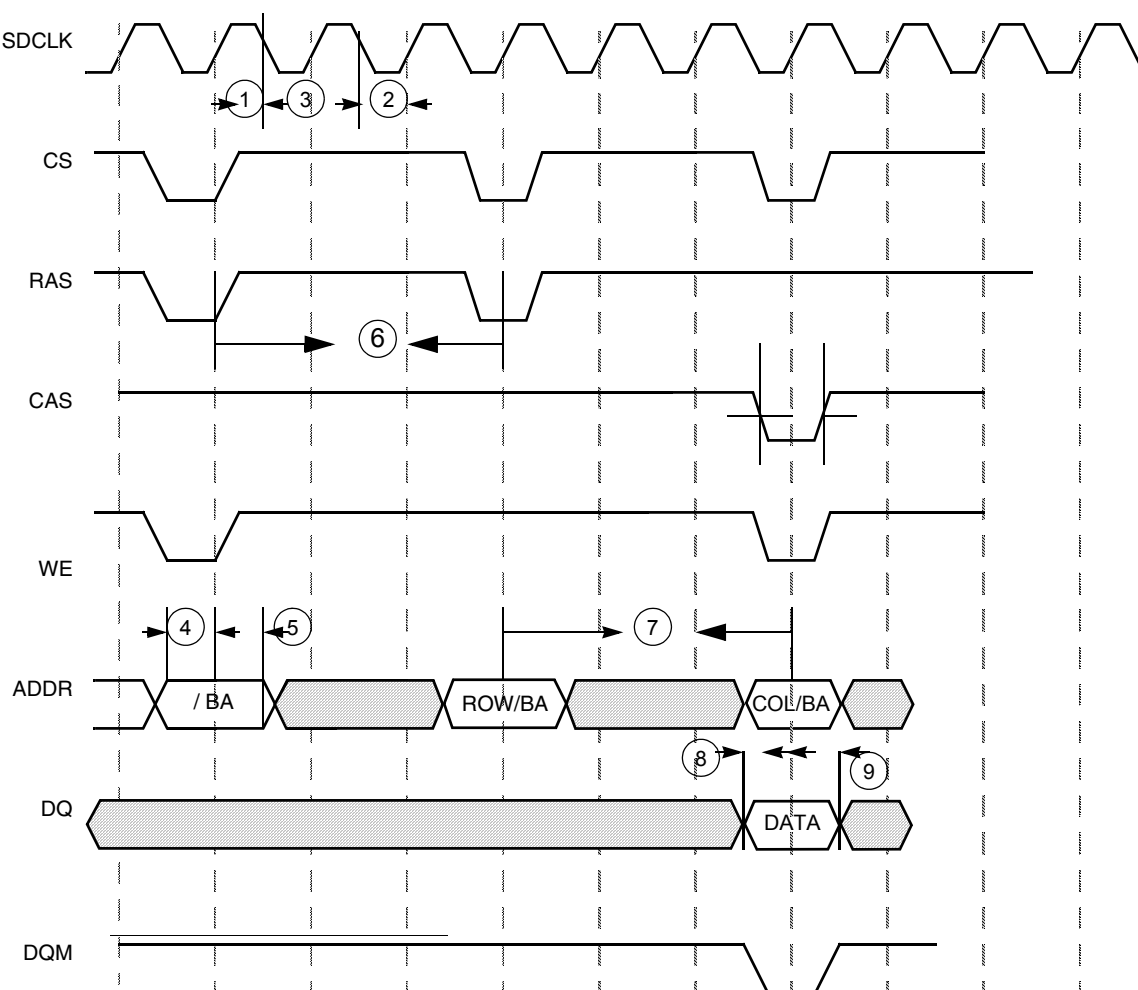 SDCLK
1 3 2
CS
RAS
6
CAS
WE
4 5 7
ADDR
/ BA ROW/BA COL/BA
8 9
DQ
DATA
DQM